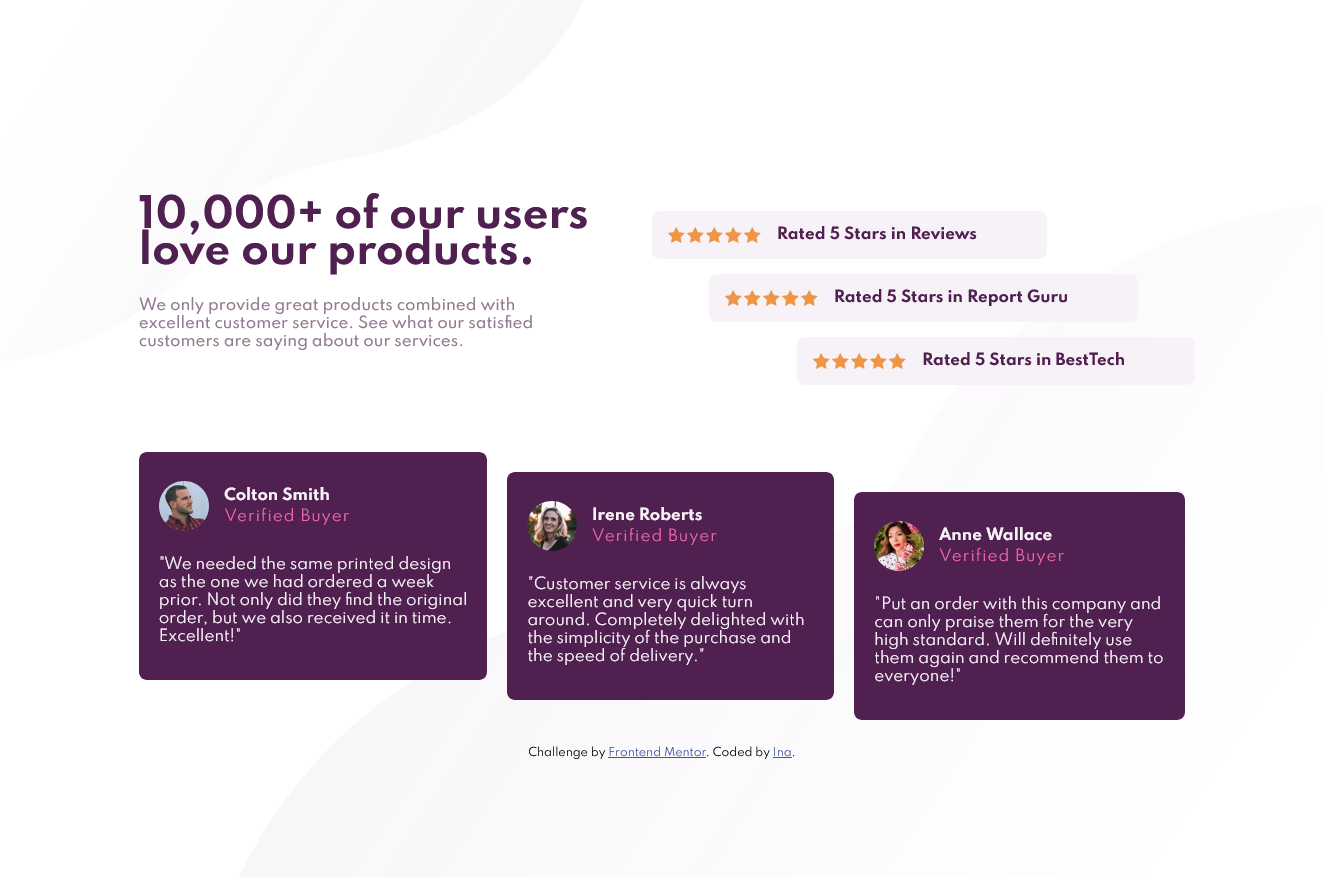 10,000+ of our users
love our products.
We only provide great products combined with
excellent customer service. See what our satisfied
customers are saying about our services.
Rated 5 Stars in Reviews
Rated 5 Stars in Report Guru
Rated 5 Stars in BestTech
Colton Smith
Verified Buyer
"We needed the same printed design
as the one we had ordered a week
prior. Not only did they find the original
order, but we also received it in time.
Excellent!"
Irene Roberts
Verified Buyer
"Customer service is always
excellent and very quick turn
around. Completely delighted with
the simplicity of the purchase and
the speed of delivery."
Anne Wallace
Verified Buyer
"Put an order with this company and
can only praise them for the very
high standard. Will definitely use
them again and recommend them to
everyone!"
Challenge by Frontend Mentor. Coded by Ina.